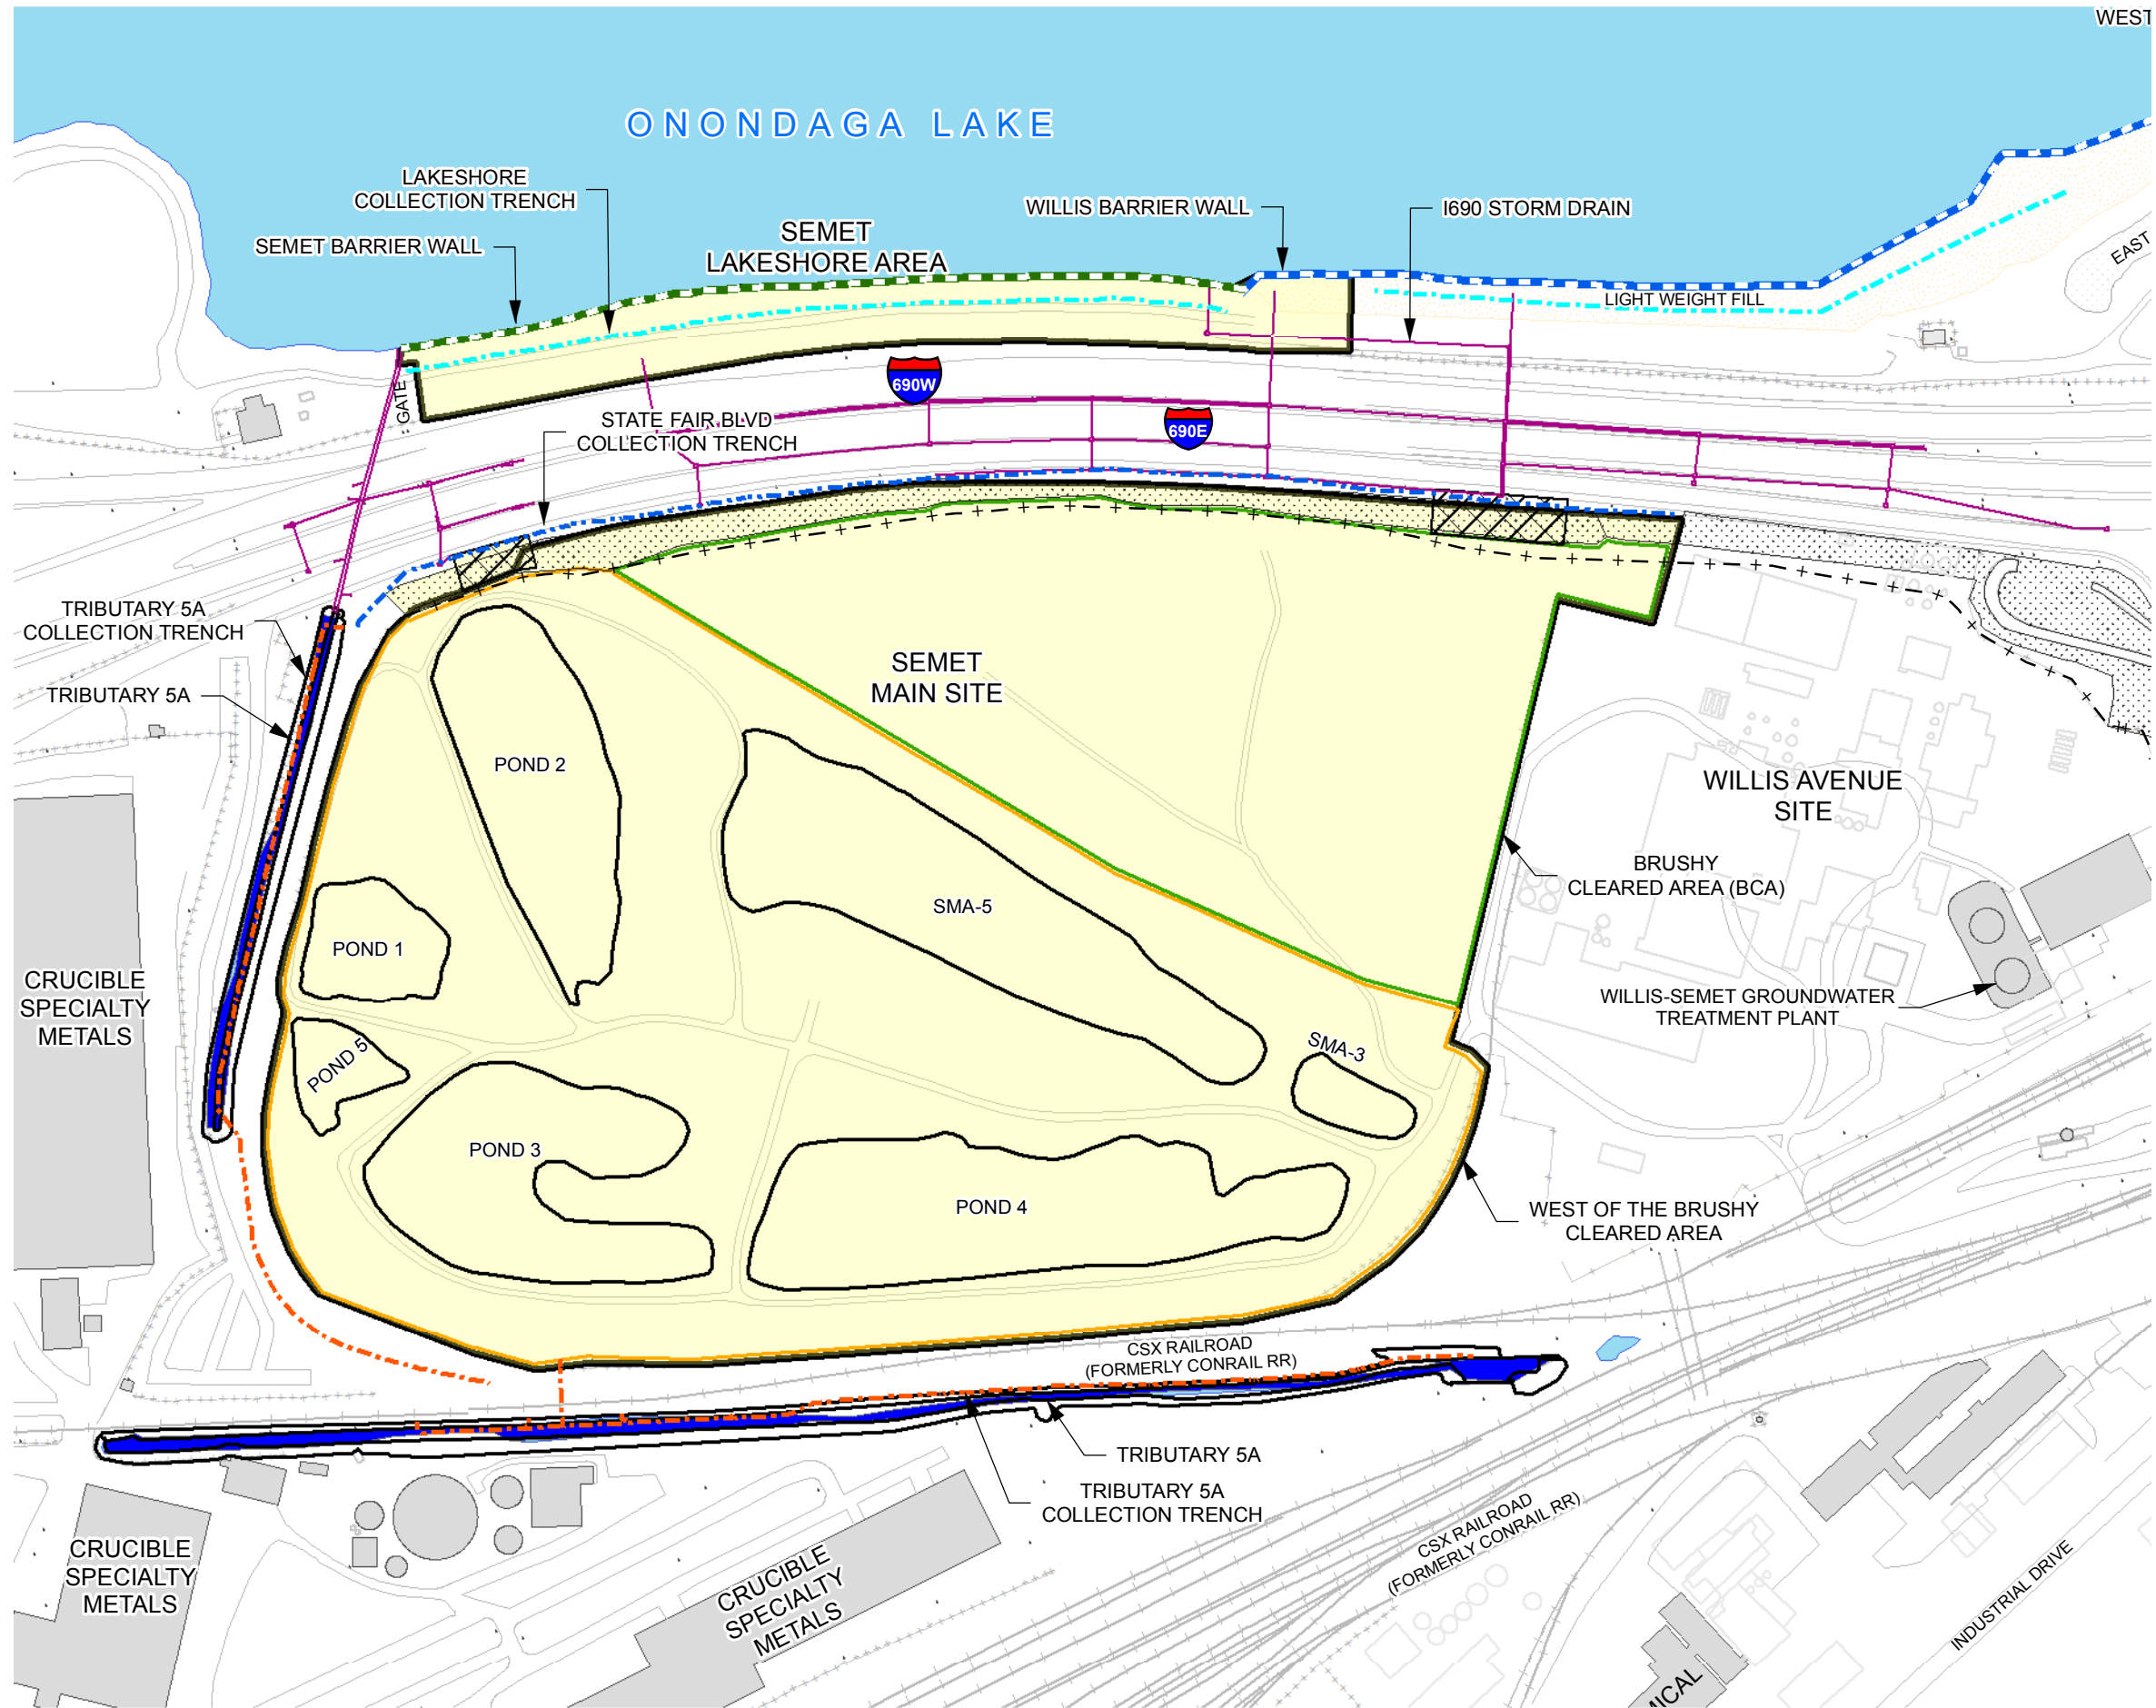 WEST
ONONDAGA LAKE
LAKESHORE
COLLECTION TRENCH
SEMET BARRIER WALL
SEMET
LAKESHORE AREA
WILLIS BARRIER WALL
I690 STORM DRAIN
EAST
LIGHT WEIGHT FILL
GATE
690W
690E
STATE FAIR BLVD
COLLECTION TRENCH
TRIBUTARY 5A
COLLECTION TRENCH
TRIBUTARY 5A
SEMET
MAIN SITE
POND 2
WILLIS AVENUE
SITE
BRUSHY
CLEARED AREA (BCA)
SMA-5
POND 1
CRUCIBLE
SPECIALTY
METALS
WILLIS-SEMET GROUNDWATER
TREATMENT PLANT
SMA-3
POND 5
POND 3
POND 4
WEST OF THE BRUSHY
CLEARED AREA
CSX RAILROAD
(FORMERLY CONRAIL RR)
TRIBUTARY 5A
TRIBUTARY 5A
COLLECTION TRENCH
CRUCIBLE
SPECIALTY
METALS
CRUCIBLE
SPECIALTY
METALS
CSX RAILROAD
(FORMERLY CONRAIL RR)
INDUSTRIAL DRIVE
MICAL